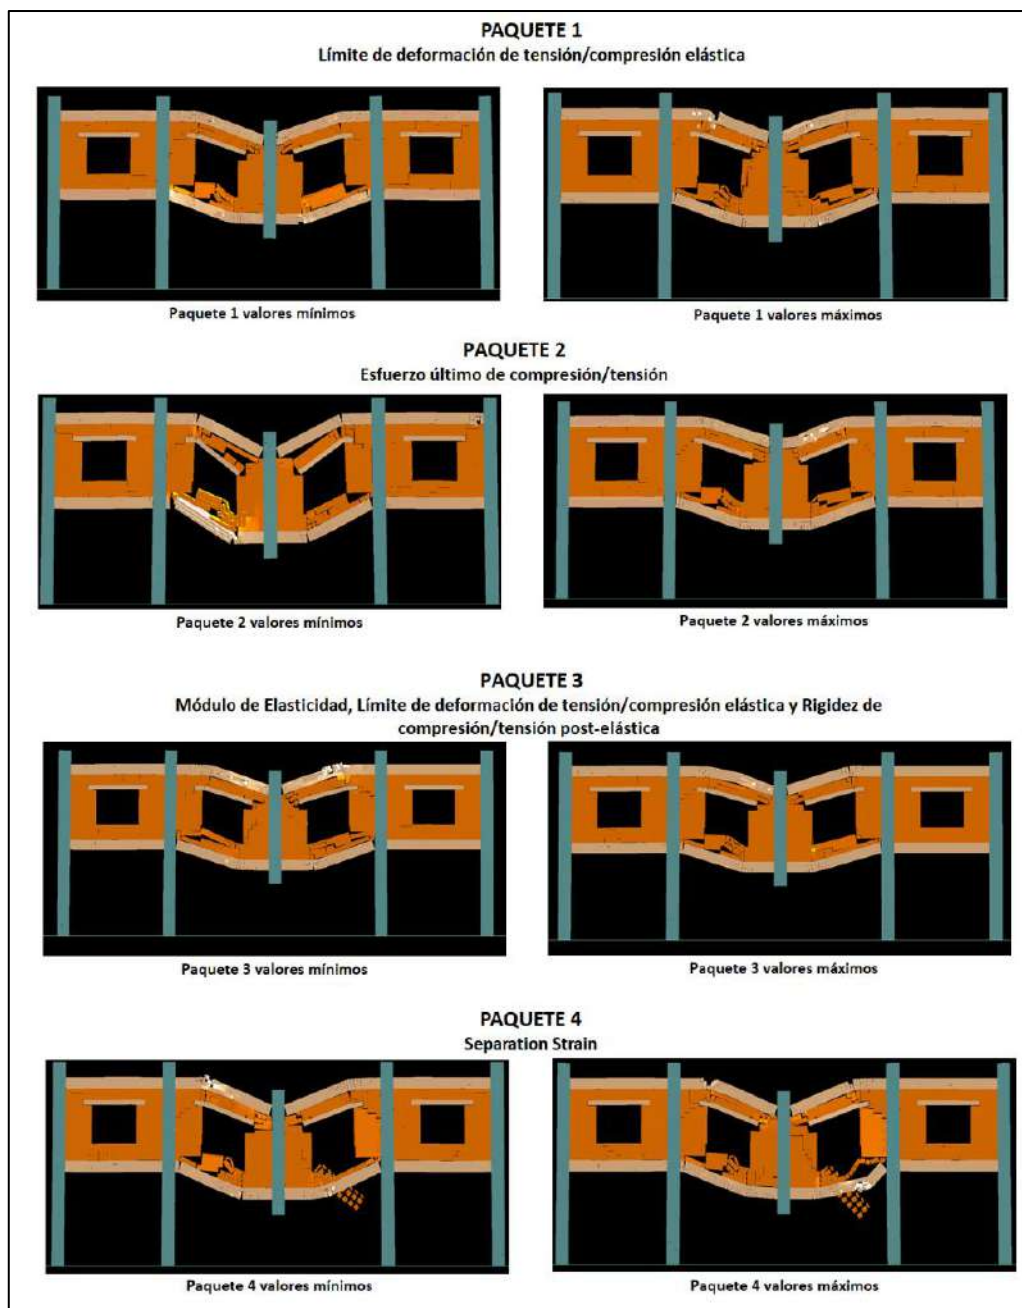 PAQUETE 1
Límite de deformación de tensión/compresión elástica
Paquete 1 valores mínimos
Paquete 1 valores máximos
PAQUETE 2
Esfuerzo último de compresión/tensión
Paquete 2 valores mínimos
Paquete 2 valores máximos
PAQUETE 3
Módulo de Elasticidad, Límite de deformación de tensión/compresión elástica y Rigidez de
compresión/tensión post-elástica
Paquete 3 valores mínimos
Paquete 3 valores máximos
PAQUETE 4
Separation Strain
Paquete 4 valores mínimos
Paquete 4 valores máximos